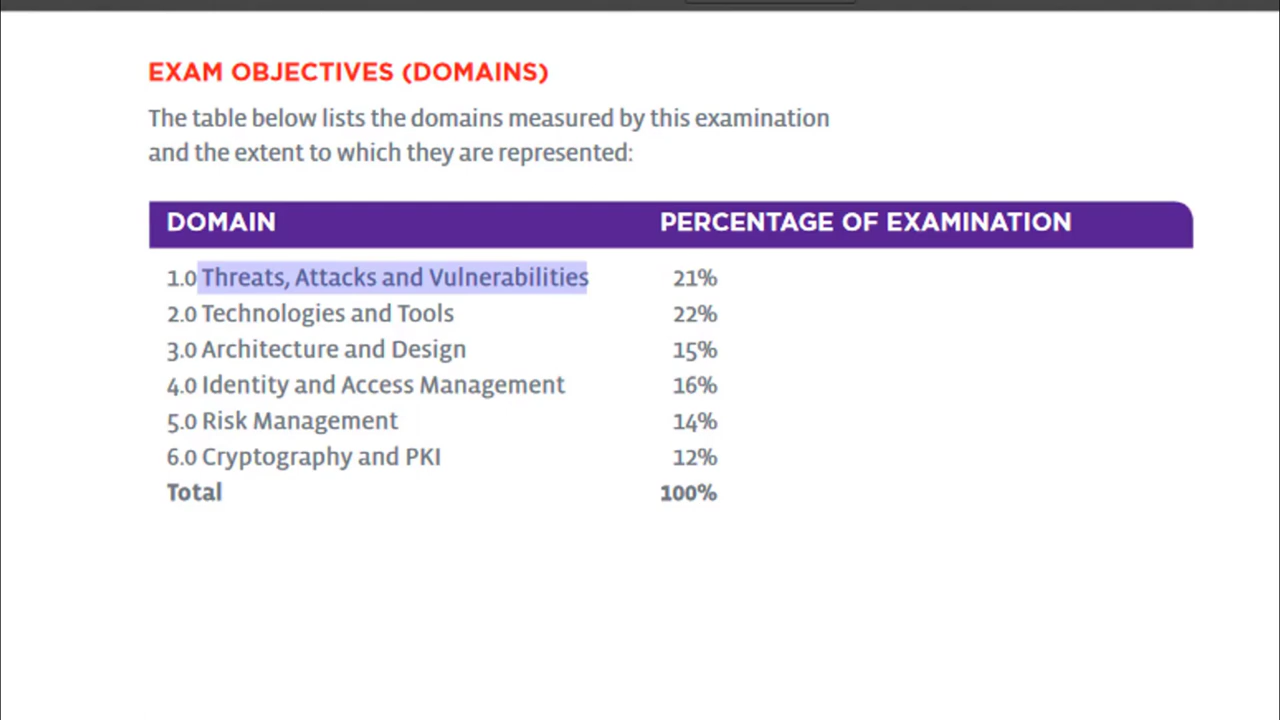 EXAM OBJECTIVES (DOMAINS)
The table below lists the domains measured by this examination
and the extent to which they are represented:
DOMAIN PERCENTAGE OF EXAMINATION
1.0 Threats, Attacks and Vulnerabilities 21%
2.0 Technologies and Tools 22%
3.0 Architecture and Design 15%
4.0 Identity and Access Management 16%
5.0 Risk Management 14%
6.0 Cryptography and PKI 12%
Total 100%